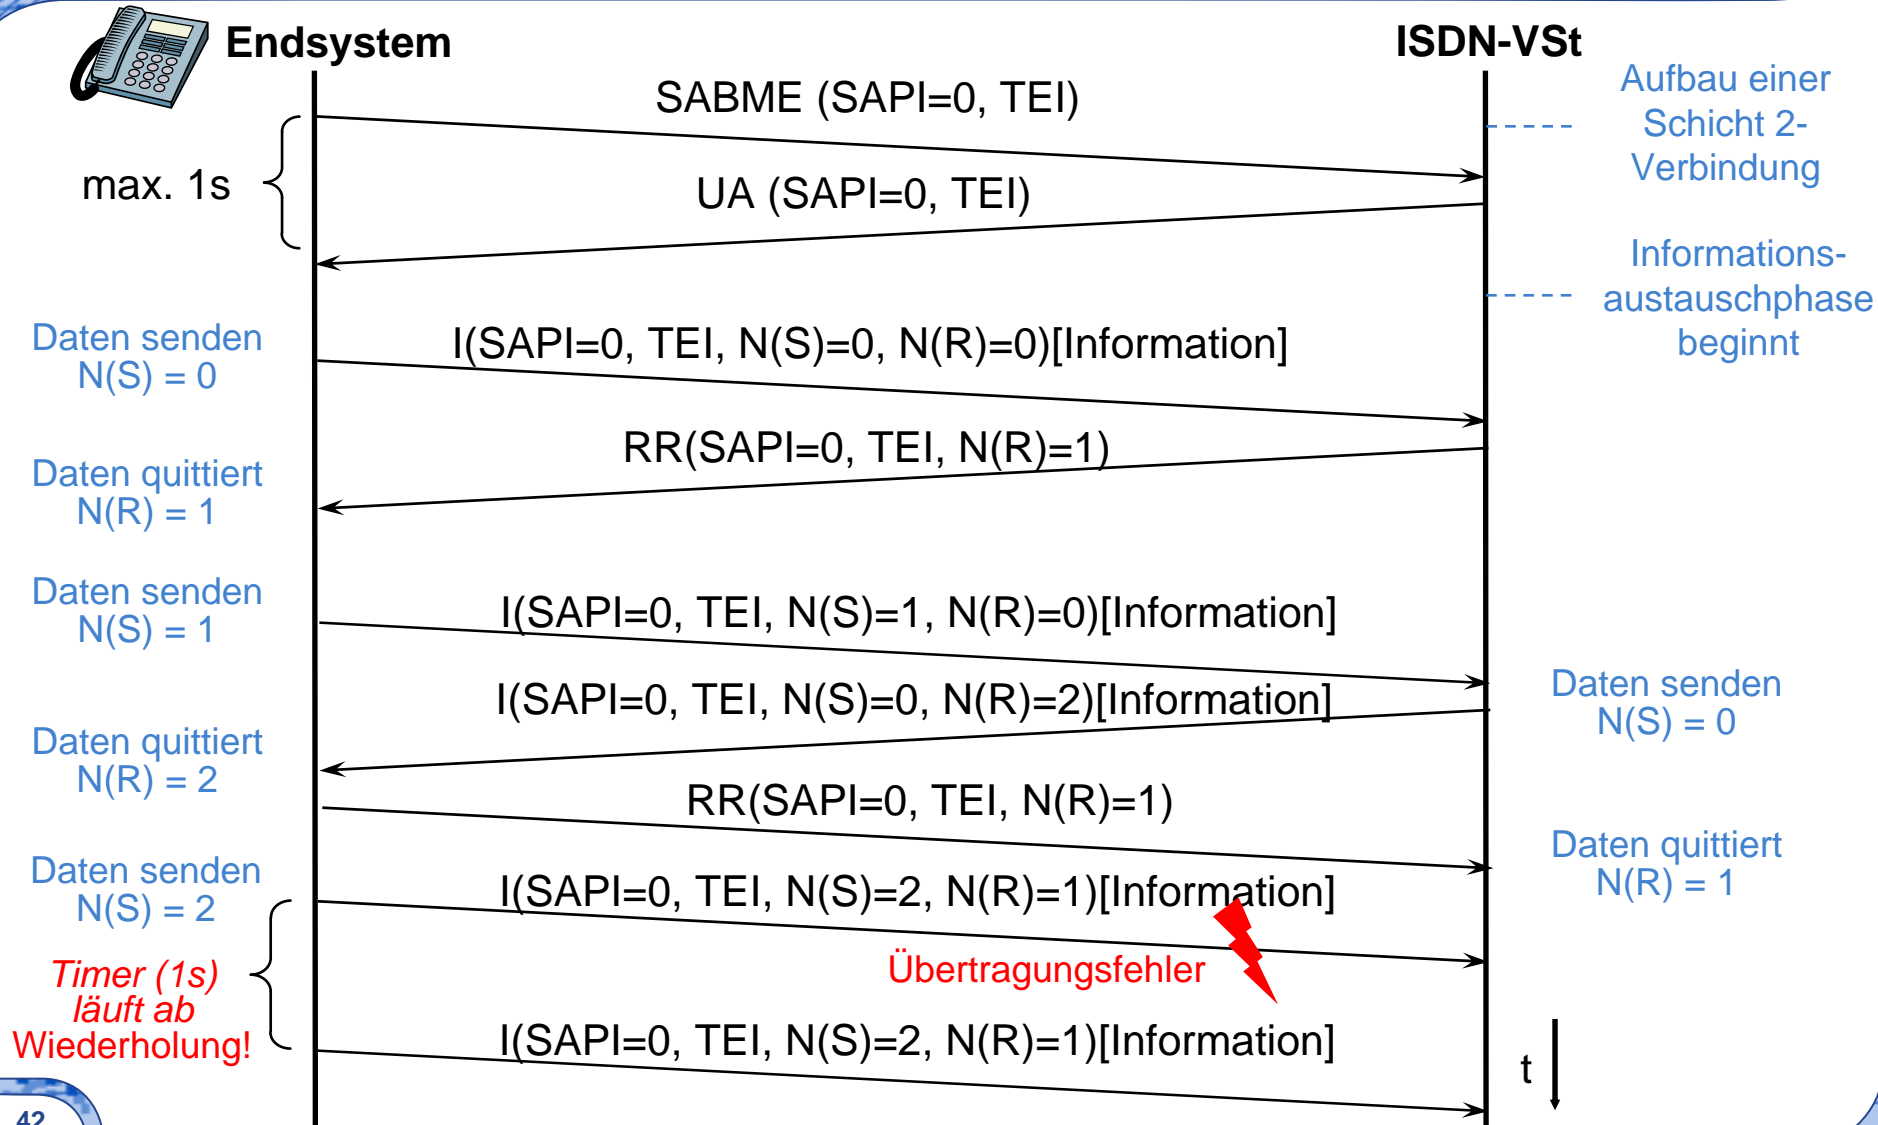 Endsystem
ISDN-VSt
SABME (SAPI=0, TEI)
Aufbau einer
Schicht 2-
Verbindung
max. 1s
UA (SAPI=0, TEI)
Informations-
austauschphase
beginnt
Daten senden
N(S) = 0
I(SAPI=0, TEI, N(S)=0, N(R)=0)[Information]
RR(SAPI=0, TEI, N(R)=1)
Daten quittiert
N(R) = 1
Daten senden
N(S) = 1
I(SAPI=0, TEI, N(S)=1, N(R)=0)[Information]
I(SAPI=0, TEI, N(S)=0, N(R)=2)[Information]
Daten senden
N(S) = 0
Daten quittiert
N(R) = 2
RR(SAPI=0, TEI, N(R)=1)
Daten quittiert
N(R) = 1
Daten senden
N(S) = 2
I(SAPI=0, TEI, N(S)=2, N(R)=1)[Information]
Übertragungsfehler
Timer (1s)
läuft ab
Wiederholung!
I(SAPI=0, TEI, N(S)=2, N(R)=1)[Information]
t
42